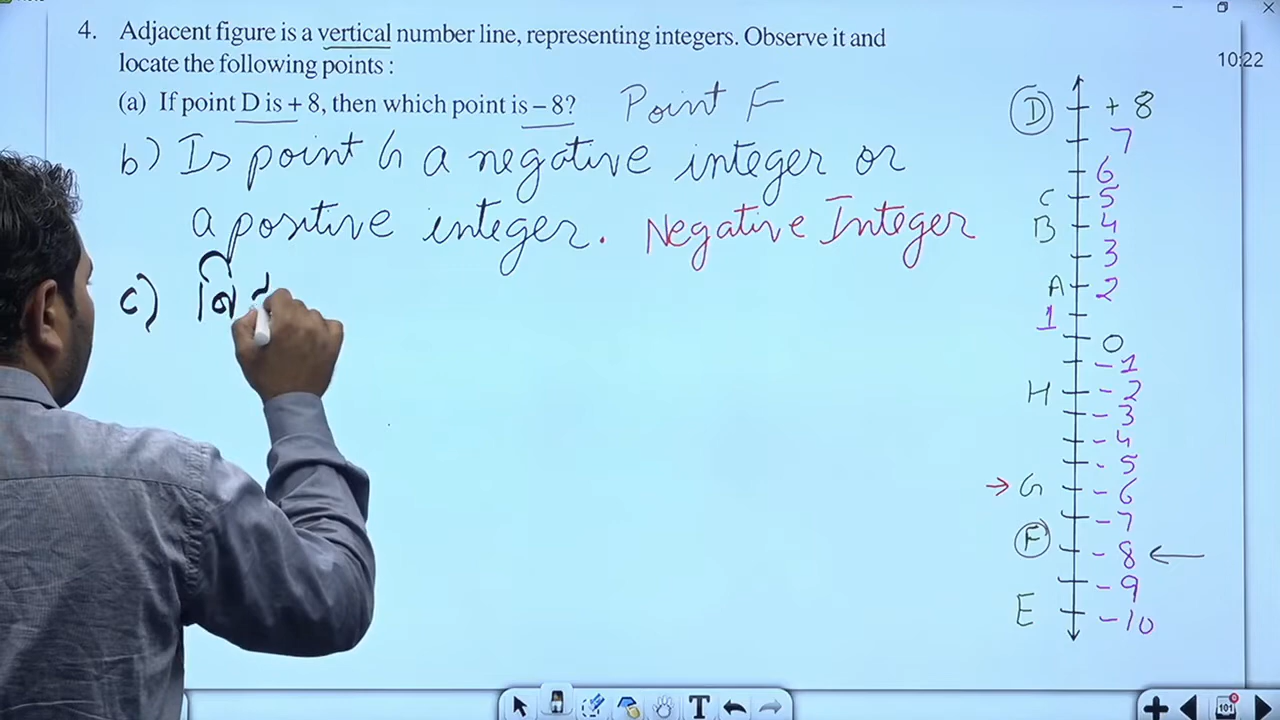 4. Adjacent figure is a vertical number line, representing integers. Observe it and
locate the following points :
(a) If point D is + 8, then which point is – 8? Point F
b) Is point G a negative integer or
a positive integer. Negative Integer
c)
10:22
D + 8
7
6
C 5
B 4
3
A 2
1
0
- 1
H - 2
- 3
- 4
- 5
→ G - 6
- 7
F - 8 ←
- 9
E - 10
T
101